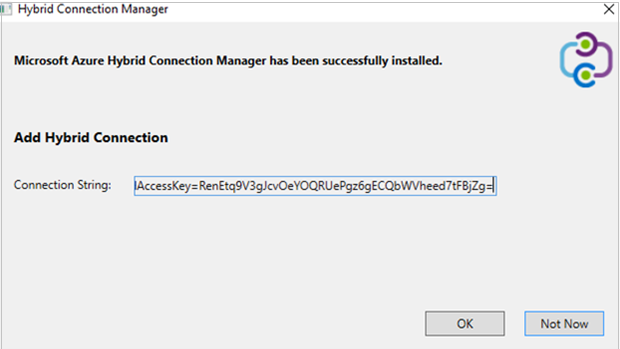 Hybrid Connection Manager
Microsoft Azure Hybrid Connection Manager has been successfully installed.
Add Hybrid Connection
Connection String: lAccessKey=RenEtq9V3gJcvOeYOQRUePgz6gECQbWVheed7tFBjZg=
OK Not Now